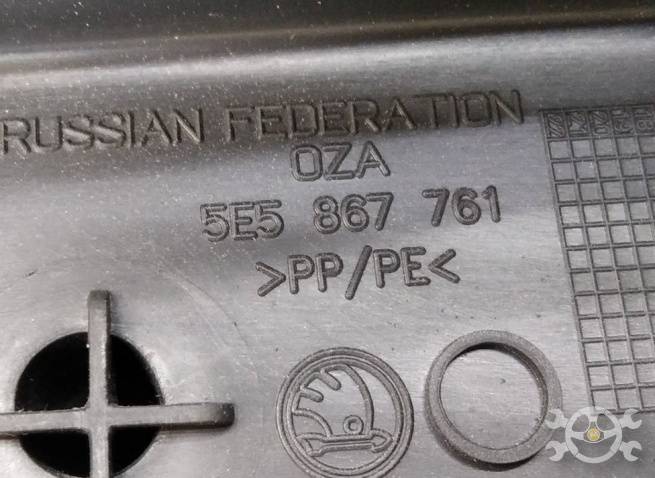 RUSSIAN FEDERATION
OZA
5E5 867 761
>PP/PE<